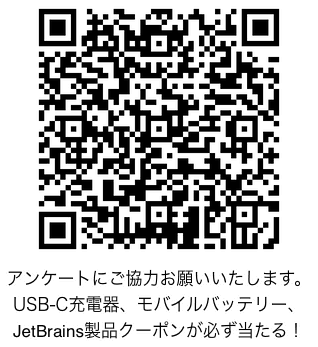 アンケートにご協力お願いいたします。
USB-C充電器、モバイルバッテリー、
JetBrains製品クーポンが必ず当たる！